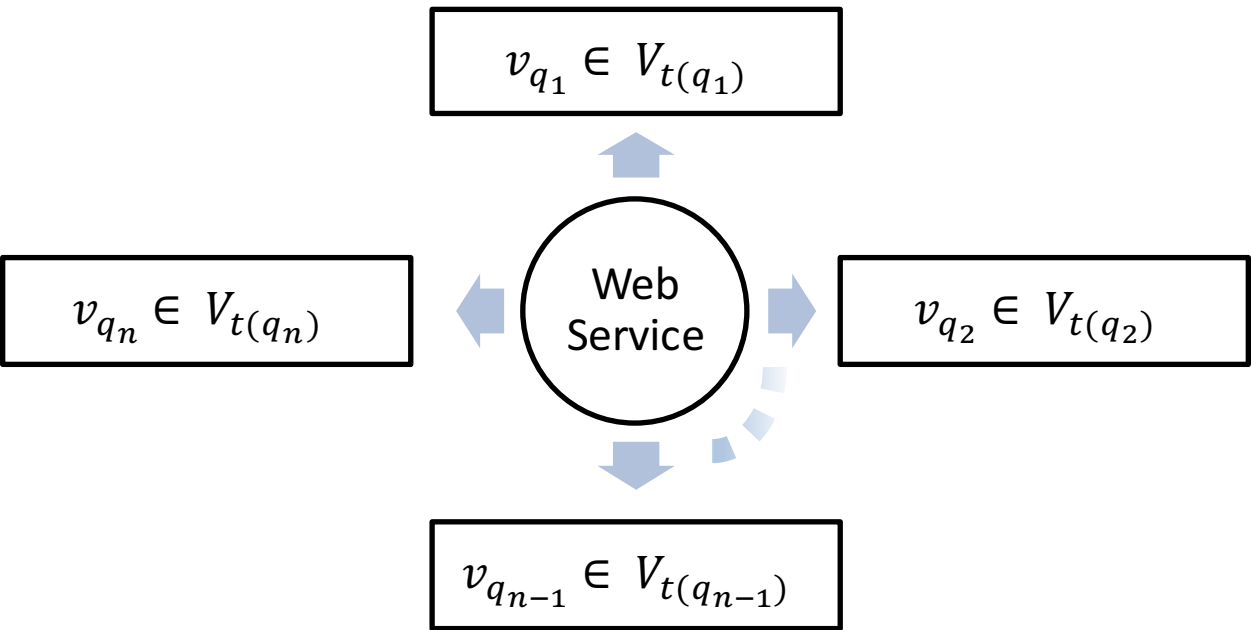 v_{q_1} ∈ V_{t(q_1)}
v_{q_n} ∈ V_{t(q_n)}
Web
Service
v_{q_2} ∈ V_{t(q_2)}
v_{q_{n−1}} ∈ V_{t(q_{n−1})}